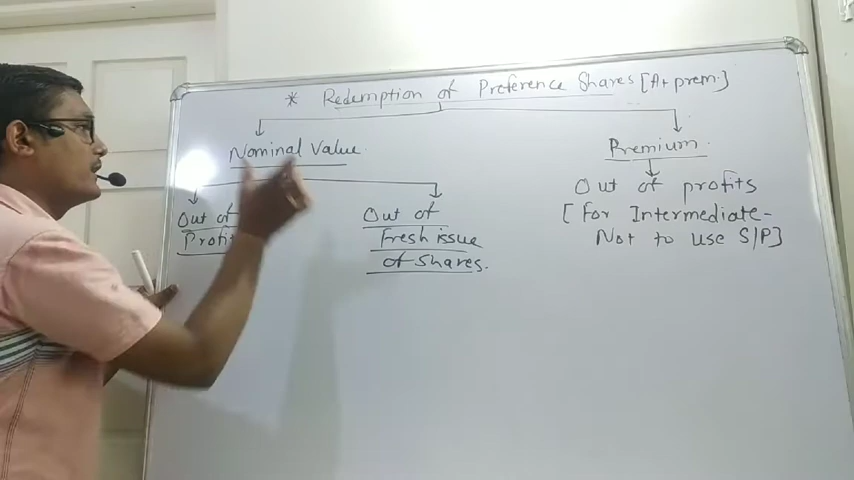 * Redemption of Preference Shares [At prem.]
Nominal Value
Premium
Out of
Profit
Out of
Fresh issue
of Shares.
Out of profits
[For Intermediate-
Not to use S/P]